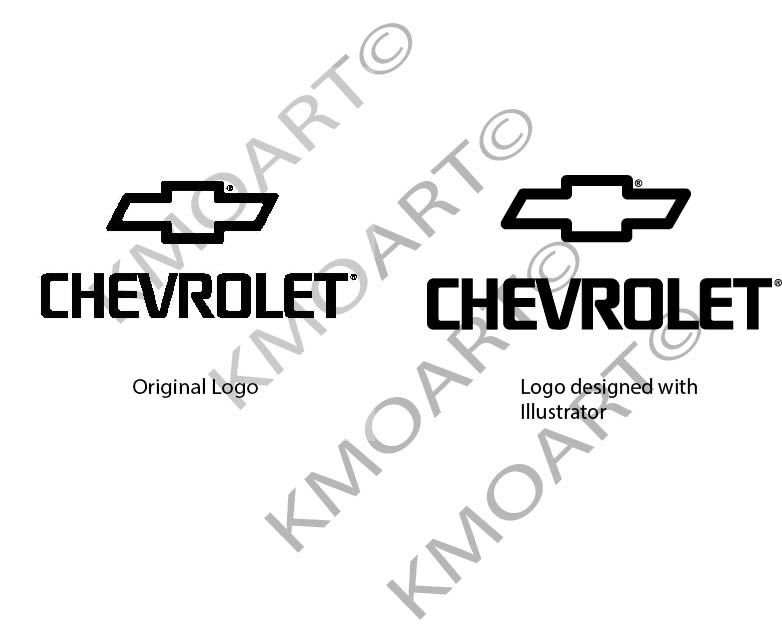 KMOART©
KMOART©
®
®
CHEVROLET®
CHEVROLET®
KMOART©
KMOART©
Original Logo
Logo designed with
Illustrator